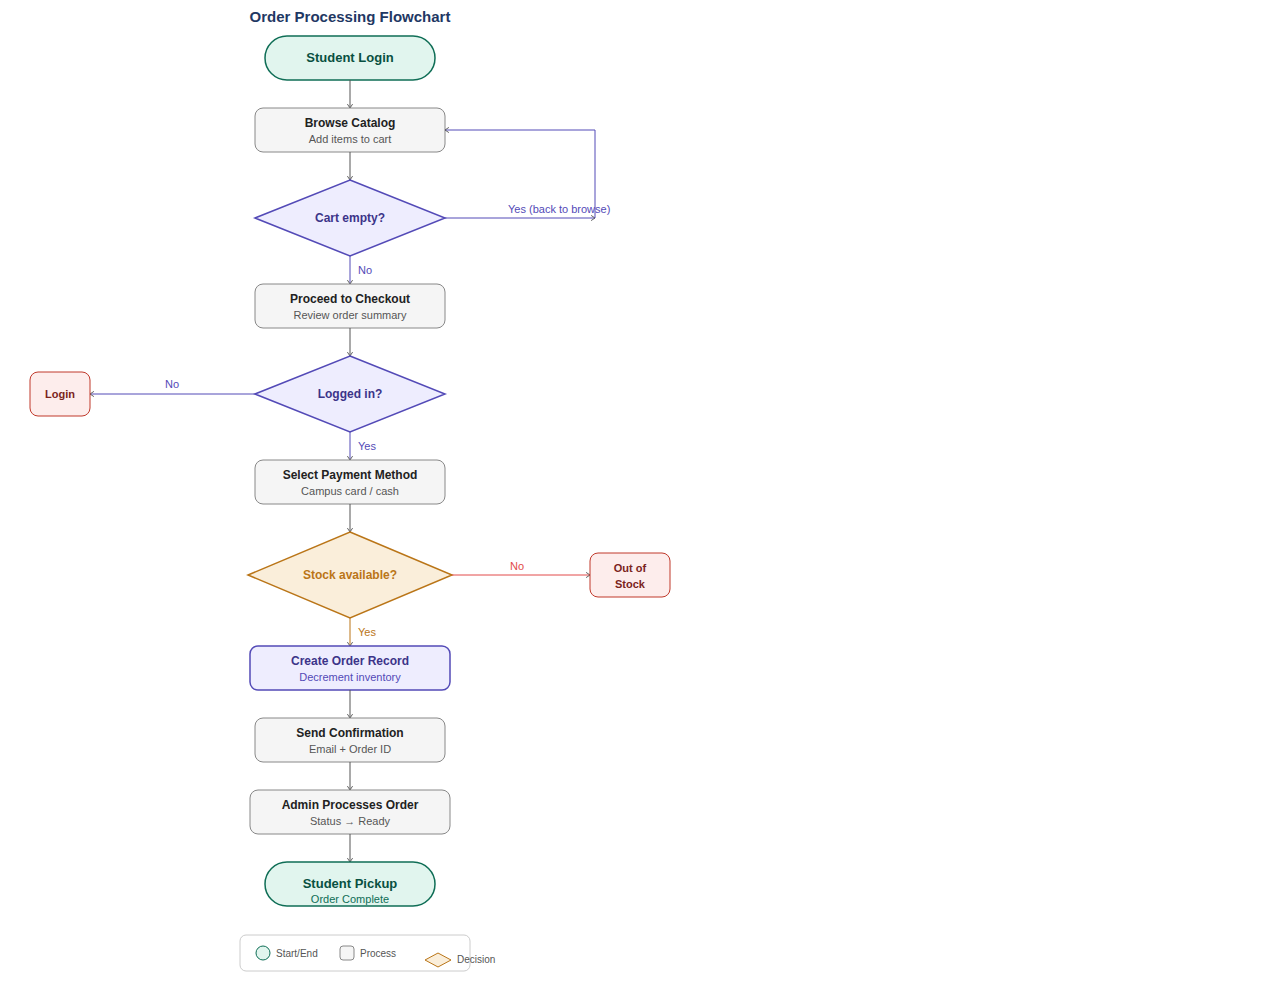 Order Processing Flowchart
Student Login
Browse Catalog
Add items to cart
Cart empty?
Yes (back to browse)
No
Proceed to Checkout
Review order summary
Logged in?
No
Login
Yes
Select Payment Method
Campus card / cash
Stock available?
No
Out of
Stock
Yes
Create Order Record
Decrement inventory
Send Confirmation
Email + Order ID
Admin Processes Order
Status → Ready
Student Pickup
Order Complete
Start/End
Process
Decision